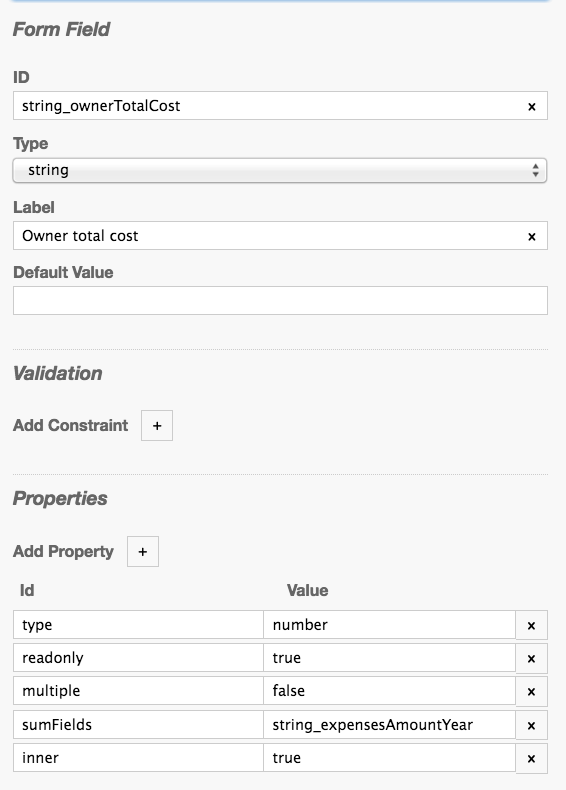 Form Field
ID
string_ownerTotalCost ×
Type
string
Label
Owner total cost ×
Default Value
Validation
Add Constraint +
Properties
Add Property +
Id Value
type number ×
readonly true ×
multiple false ×
sumFields string_expensesAmountYear ×
inner true ×